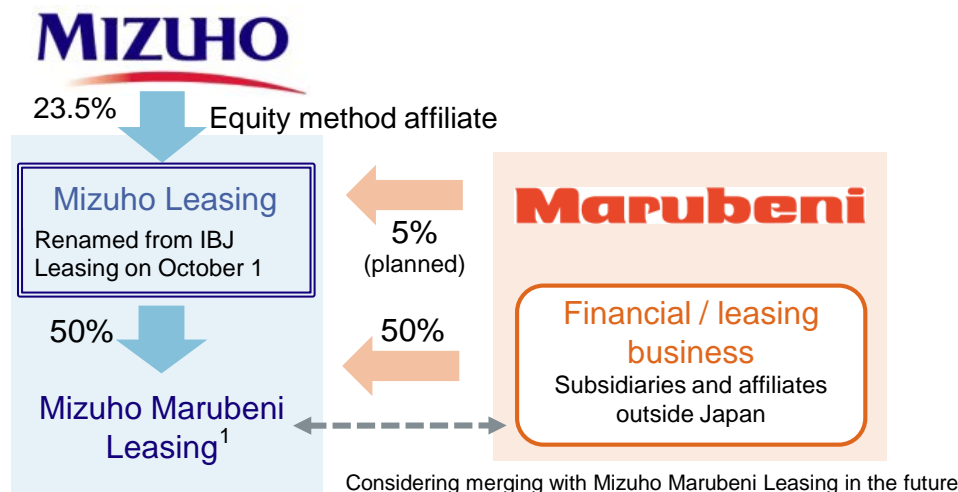 MIZUHO
23.5%
Equity method affiliate
Mizuho Leasing
Renamed from IBJ
Leasing on October 1
5%
(planned)
Marubeni
50%
50%
Financial / leasing
business
Subsidiaries and affiliates
outside Japan
Mizuho Marubeni
Leasing1
Considering merging with Mizuho Marubeni Leasing in the future